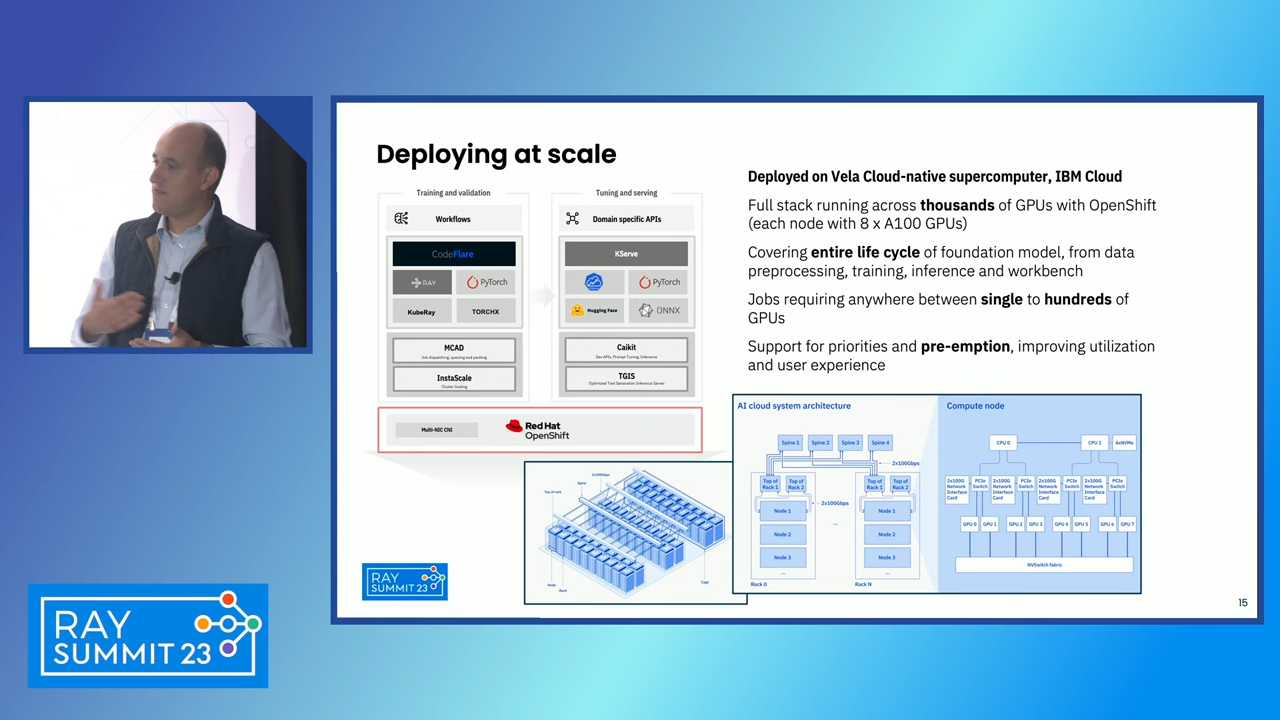 Deploying at scale
Training and validation
Workflows
CodeFlare
RAY
PyTorch
KubeRay
TORCHX
MCAD
Job dispatching, queuing and packing
InstaScale
Cluster Scaling
Tuning and serving
Domain specific APIs
KServe
PyTorch
Hugging Face
ONNX
Caikit
Dev APIs, Prompt Tuning, Inference
TGIS
Optimized Text Generation Inference Server
Multi-NIC CNI
Red Hat
OpenShift
Deployed on Vela Cloud-native supercomputer, IBM Cloud
Full stack running across thousands of GPUs with OpenShift
(each node with 8 x A100 GPUs)
Covering entire life cycle of foundation model, from data
preprocessing, training, inference and workbench
Jobs requiring anywhere between single to hundreds of
GPUs
Support for priorities and pre-emption, improving utilization
and user experience
2x100Gbps
Spine
Top of rack
Node
Rack
Cage
AI cloud system architecture
Spine 1 Spine 2 Spine 3 Spine 4
2x100Gbps
Top of Rack 1
Top of Rack 2
Top of Rack 1
Top of Rack 2
2x100Gbps
Node 1
Node 2
Node 3
...
Rack 0
...
Node 1
Node 2
Node 3
...
Rack N
Compute node
CPU 0
CPU 1
4xNVMe
2x100G Network Interface Card
PCIe Switch
2x100G Network Interface Card
PCIe Switch
2x100G Network Interface Card
PCIe Switch
2x100G Network Interface Card
PCIe Switch
GPU 0 GPU 1 GPU 2 GPU 3 GPU 4 GPU 5 GPU 6 GPU 7
NVSwitch fabric
RAY
SUMMIT 23
15
RAY
SUMMIT 23